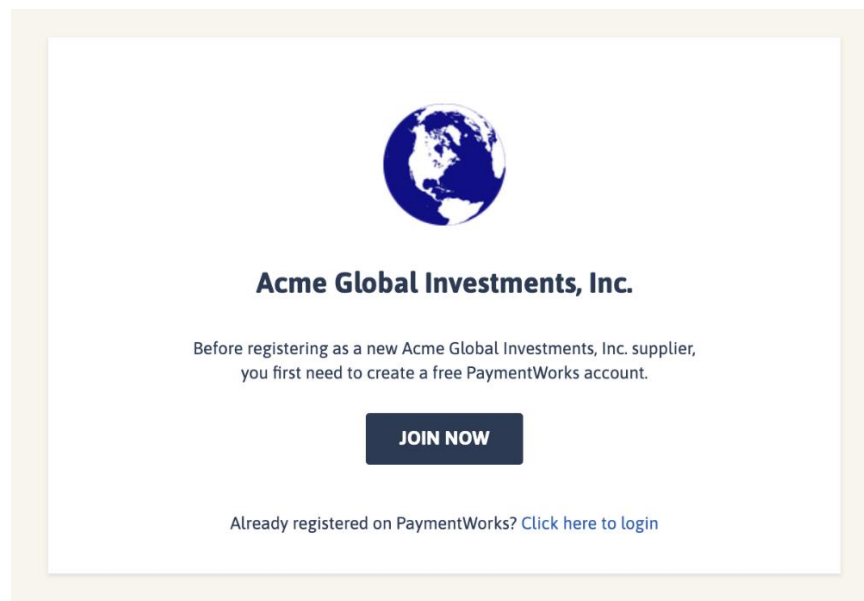 Acme Global Investments, Inc.
Before registering as a new Acme Global Investments, Inc. supplier,
you first need to create a free PaymentWorks account.
JOIN NOW
Already registered on PaymentWorks? Click here to login